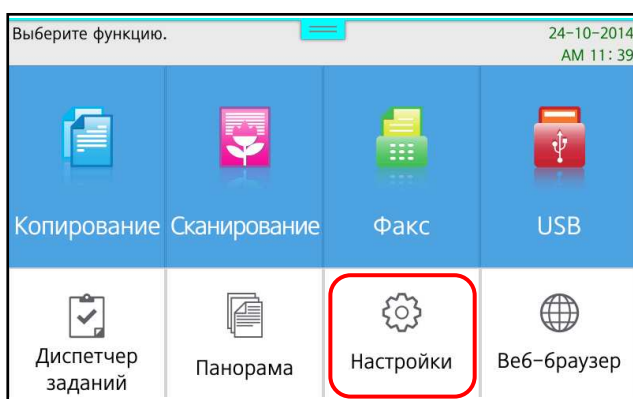 Выберите функцию.
24-10-2014
AM 11:39
Копирование
Сканирование
Факс
USB
Диспетчер
заданий
Панорама
Настройки
Веб-браузер